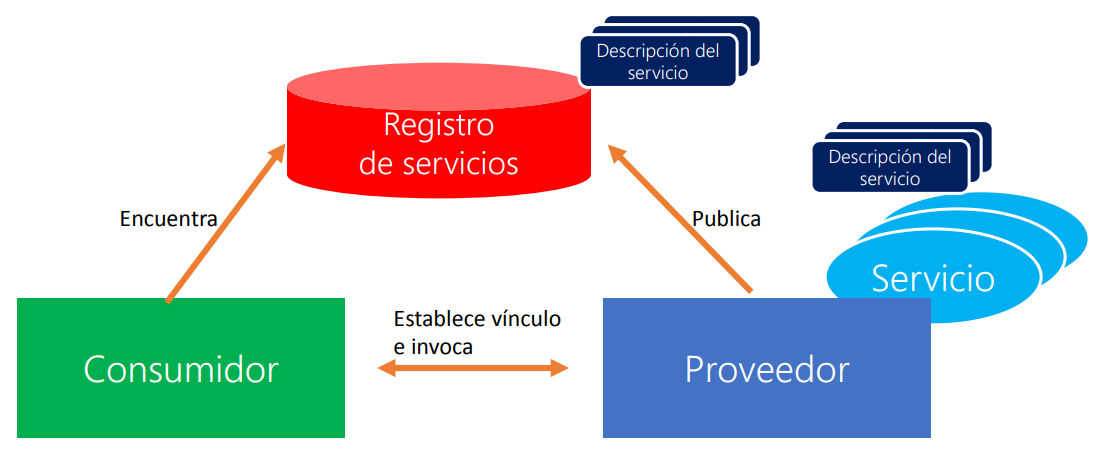 Descripción del
servicio
Registro
de servicios
Descripción del
servicio
Encuentra
Publica
Servicio
Establece vínculo
e invoca
Consumidor
Proveedor